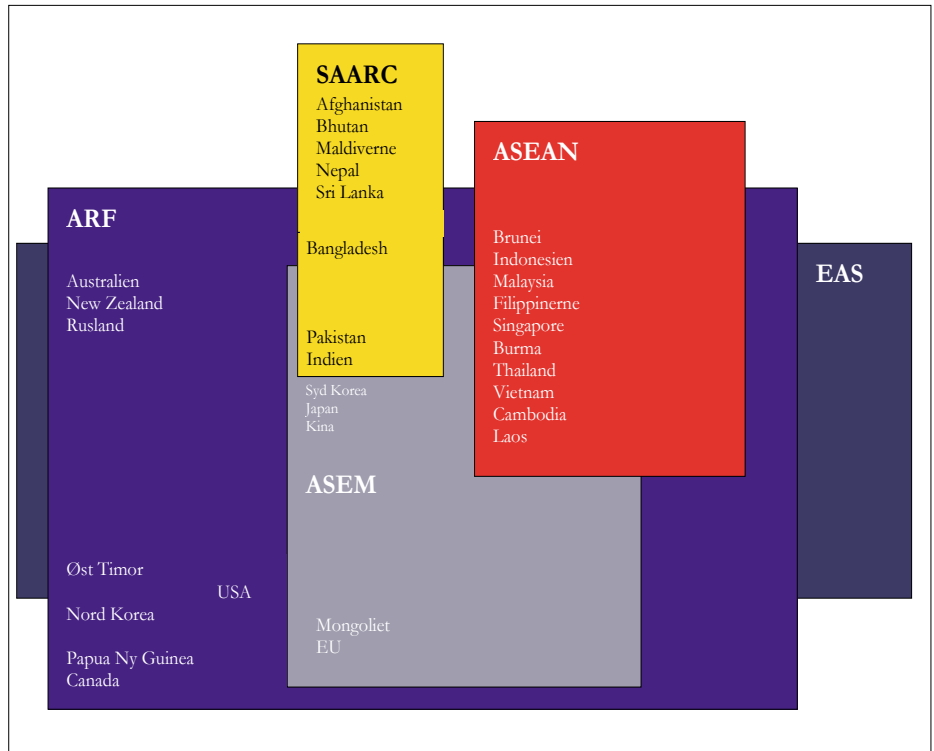 SAARC
Afghanistan
Bhutan
Maldiverne
Nepal
Sri Lanka
Bangladesh
Pakistan
Indien
ASEAN
Brunei
Indonesien
Malaysia
Filippinerne
Singapore
Burma
Thailand
Vietnam
Cambodia
Laos
ARF
Australien
New Zealand
Rusland
Øst Timor
USA
Nord Korea
Papua Ny Guinea
Canada
EAS
Syd Korea
Japan
Kina
ASEM
Mongoliet
EU